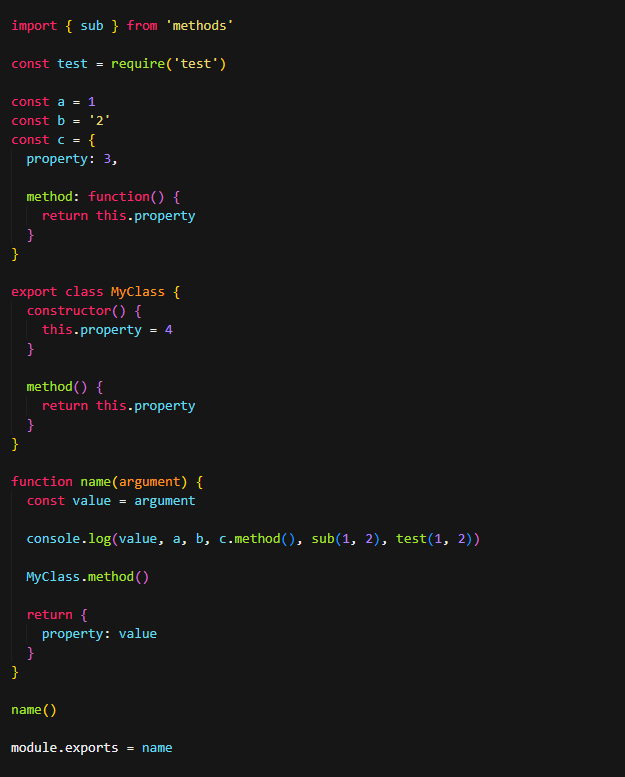 import { sub } from 'methods'
const test = require('test')
const a = 1
const b = '2'
const c = {
  property: 3,
  method: function() {
    return this.property
  }
}
export class MyClass {
  constructor() {
    this.property = 4
  }
  method() {
    return this.property
  }
}
function name(argument) {
  const value = argument
  console.log(value, a, b, c.method(), sub(1, 2), test(1, 2))
  MyClass.method()
  return {
    property: value
  }
}
name()
module.exports = name